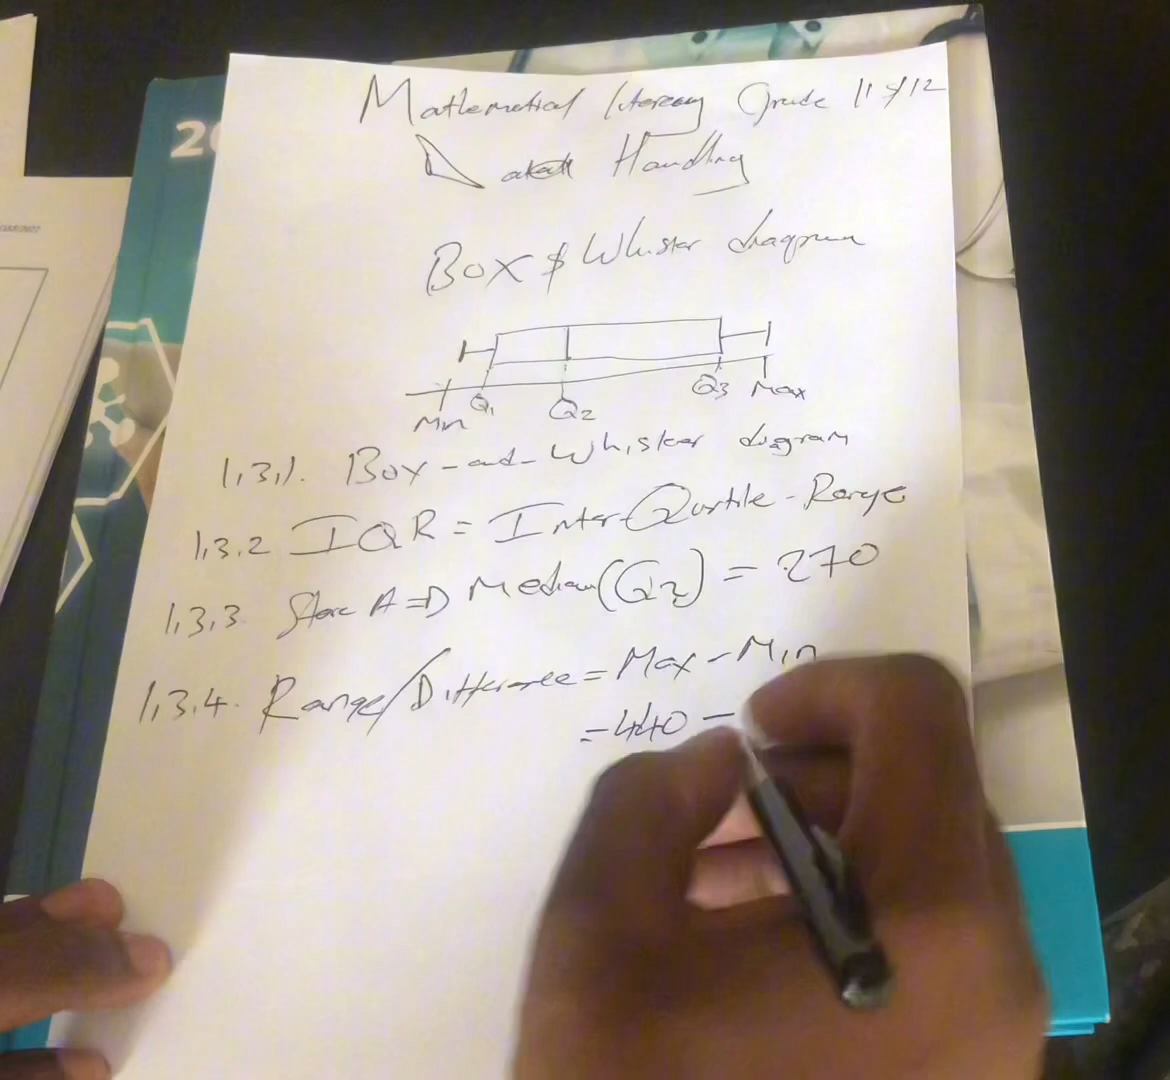 20
Mathematical literacy Grade 11 & 12
Data Handling
Box & Whisker diagram
Min Q1 Q2 Q3 Max
1.3.1. Box-and-Whisker diagram
1.3.2 IQR = Inter-Quartile-Range
1.3.3 Store A => Median(Q2) = 270
1.3.4. Range/Difference = Max - Min
= 440 -